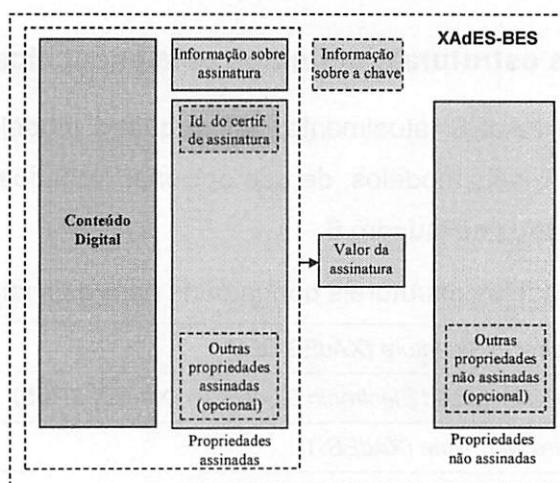 XAdES-BES
Informação sobre
assinatura
Informação
sobre a chave
Id. do certif.
de assinatura
Conteúdo
Digital
Valor da
assinatura
Outras
propriedades
assinadas
(opcional)
Outras
propriedades
não assinadas
(opcional)
Propriedades
assinadas
Propriedades
não assinadas